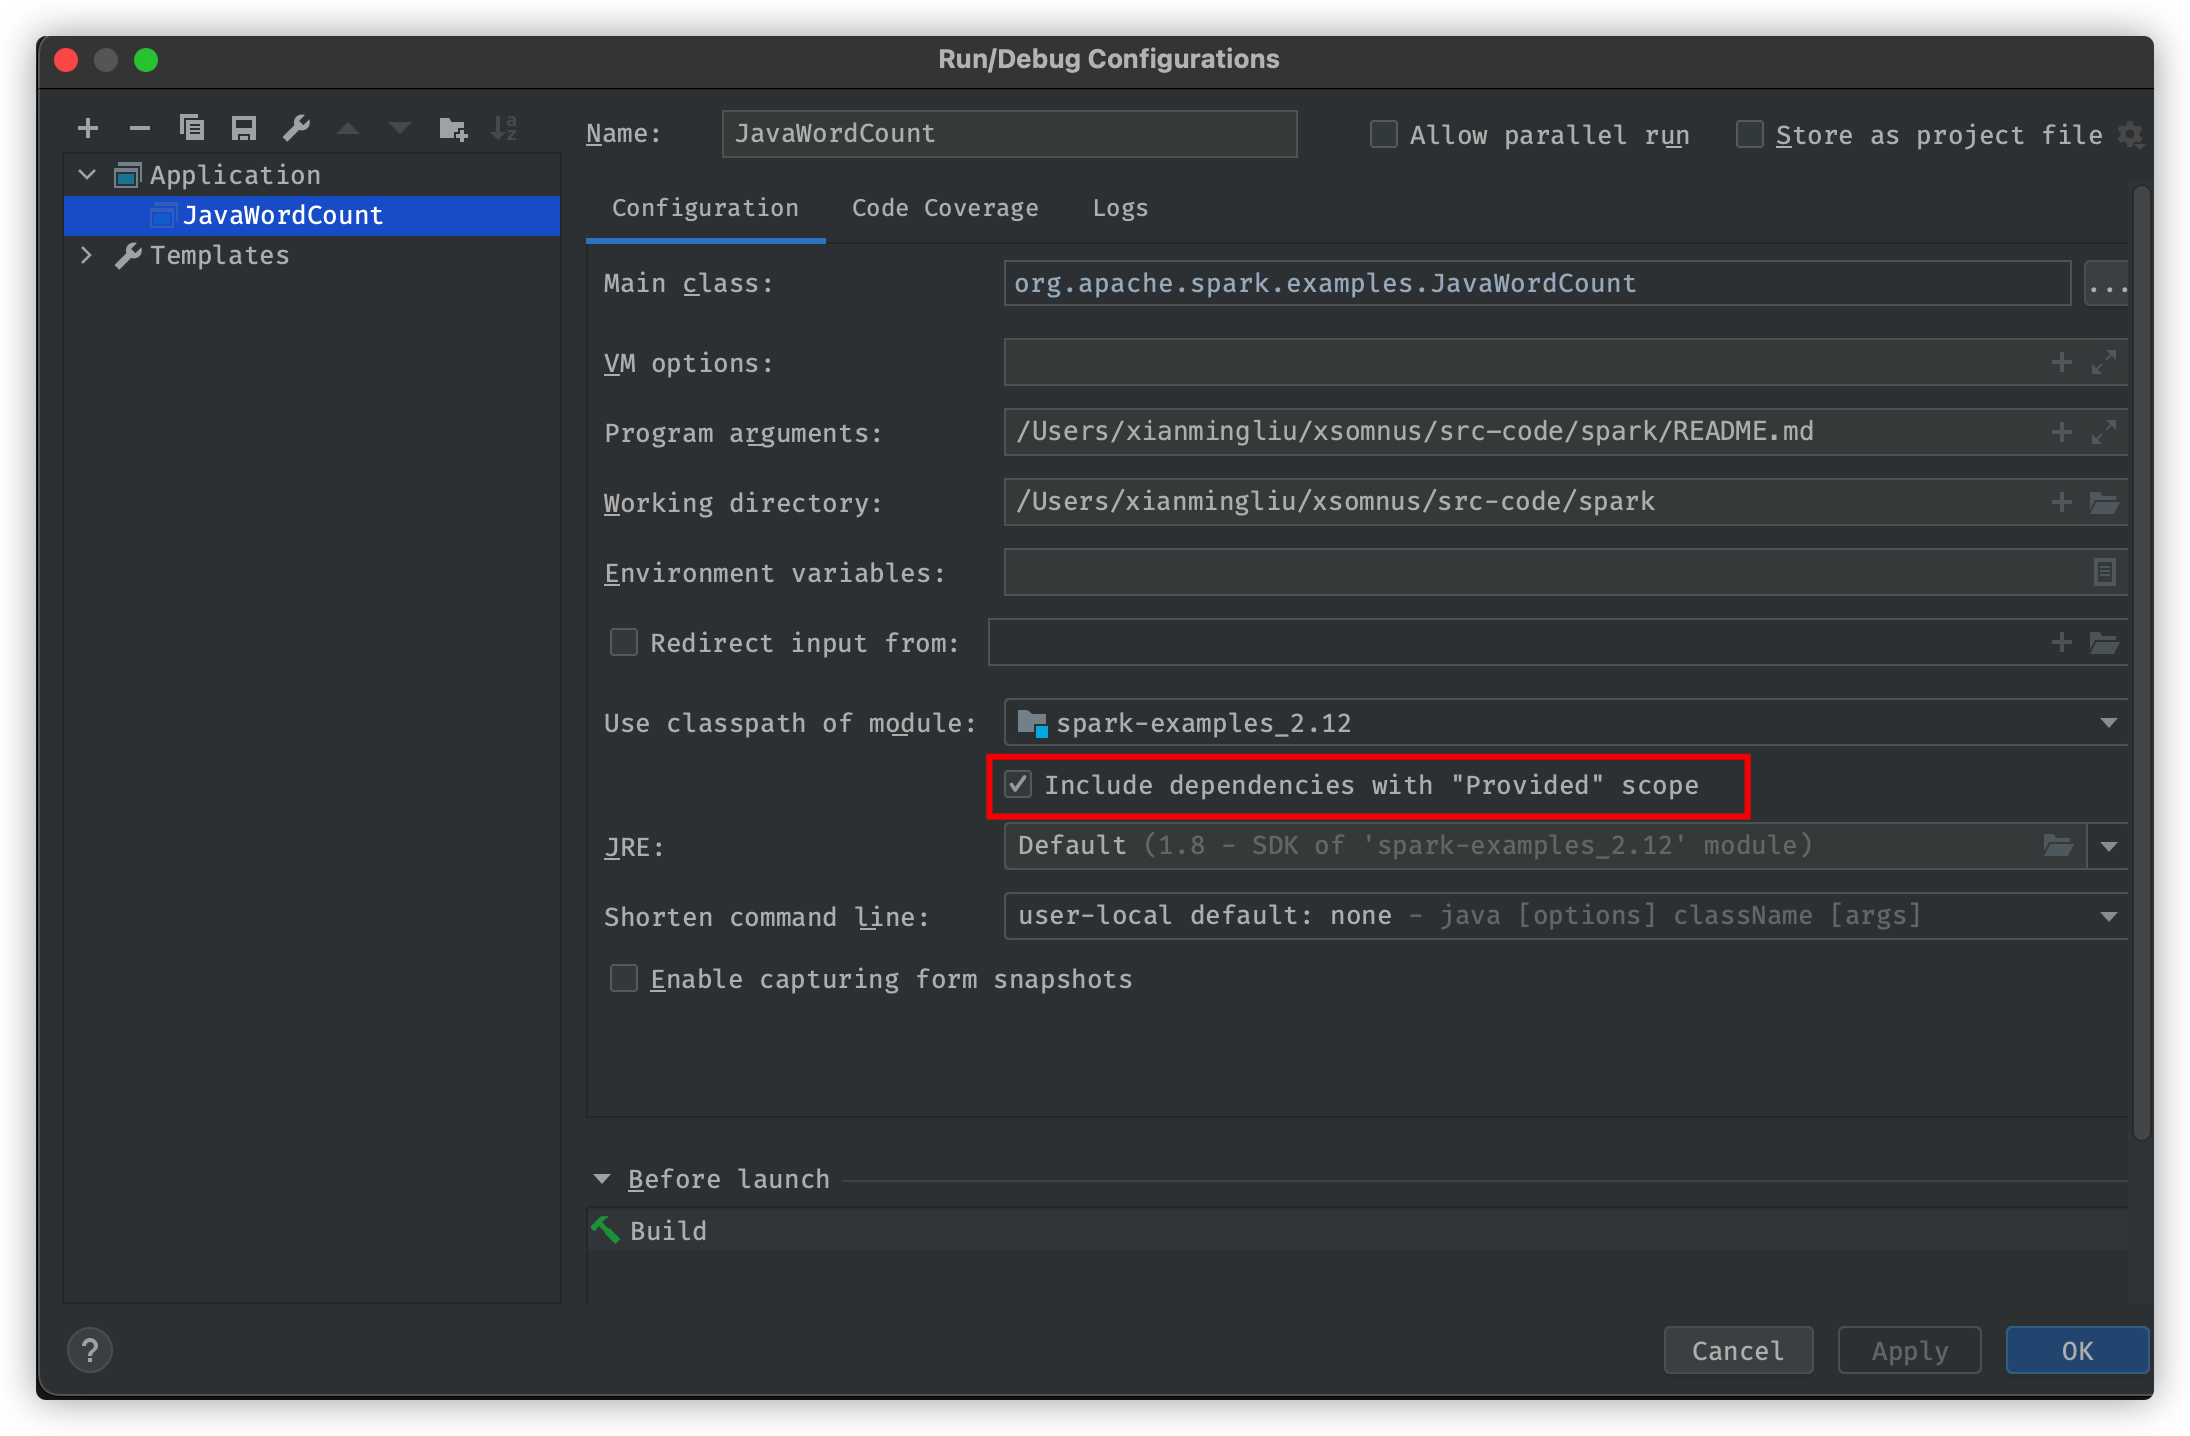 Run/Debug Configurations
Name: JavaWordCount Allow parallel run Store as project file
Application
JavaWordCount
Templates
Configuration Code Coverage Logs
Main class: org.apache.spark.examples.JavaWordCount ...
VM options:
Program arguments: /Users/xianmingliu/xsomnus/src-code/spark/README.md
Working directory: /Users/xianmingliu/xsomnus/src-code/spark
Environment variables:
Redirect input from:
Use classpath of module: spark-examples_2.12
Include dependencies with "Provided" scope
JRE: Default (1.8 - SDK of 'spark-examples_2.12' module)
Shorten command line: user-local default: none - java [options] className [args]
Enable capturing form snapshots
Before launch
Build
? Cancel Apply OK